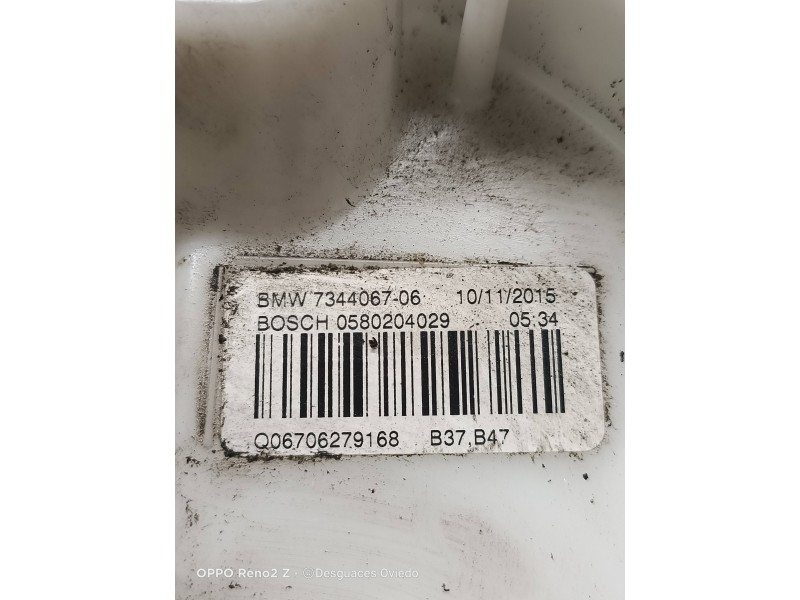 BMW 7344067-06 10/11/2015
BOSCH 0580204029 05:34
Q06706279168 B37,B47
OPPO Reno2 Z • © Desguaces Oviedo